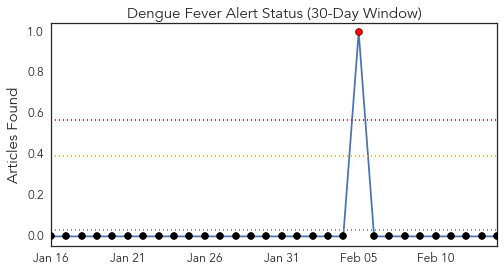 Dengue Fever Alert Status (30-Day Window)
Articles Found
1.0
0.8
0.6
0.4
0.2
0.0
Jan 16 Jan 21 Jan 26 Jan 31 Feb 05 Feb 10